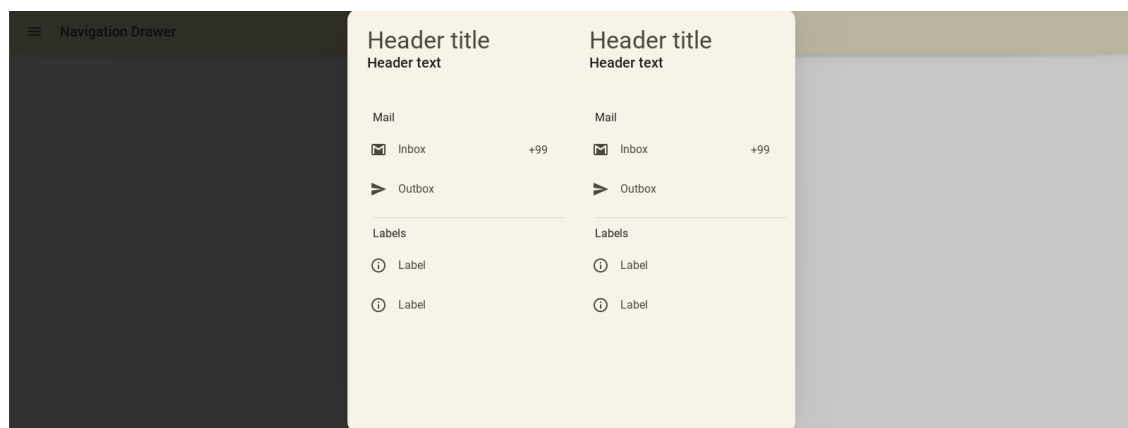 Navigation Drawer
Header title
Header text
Mail
Inbox +99
Outbox
Labels
Label
Label
Header title
Header text
Mail
Inbox +99
Outbox
Labels
Label
Label